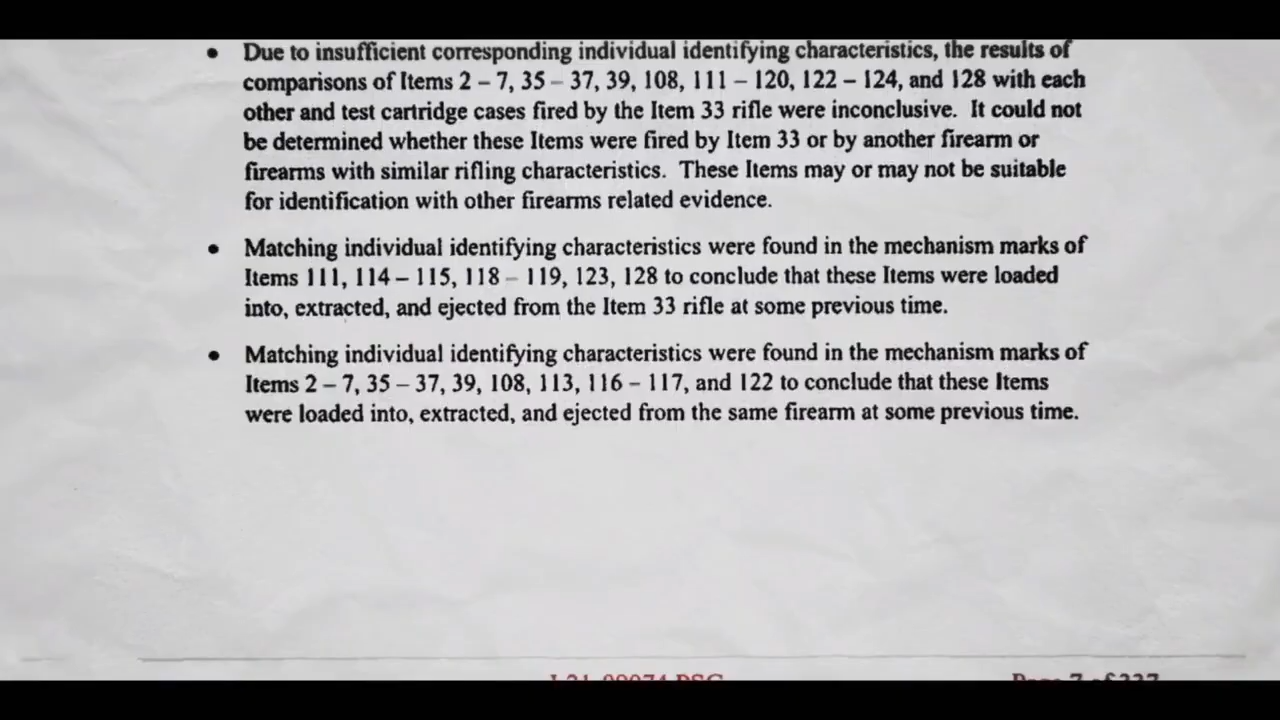 • Due to insufficient corresponding individual identifying characteristics, the results of
comparisons of Items 2 – 7, 35 – 37, 39, 108, 111 – 120, 122 – 124, and 128 with each
other and test cartridge cases fired by the Item 33 rifle were inconclusive. It could not
be determined whether these Items were fired by Item 33 or by another firearm or
firearms with similar rifling characteristics. These Items may or may not be suitable
for identification with other firearms related evidence.
• Matching individual identifying characteristics were found in the mechanism marks of
Items 111, 114 – 115, 118 – 119, 123, 128 to conclude that these Items were loaded
into, extracted, and ejected from the Item 33 rifle at some previous time.
• Matching individual identifying characteristics were found in the mechanism marks of
Items 2 – 7, 35 – 37, 39, 108, 113, 116 – 117, and 122 to conclude that these Items
were loaded into, extracted, and ejected from the same firearm at some previous time.